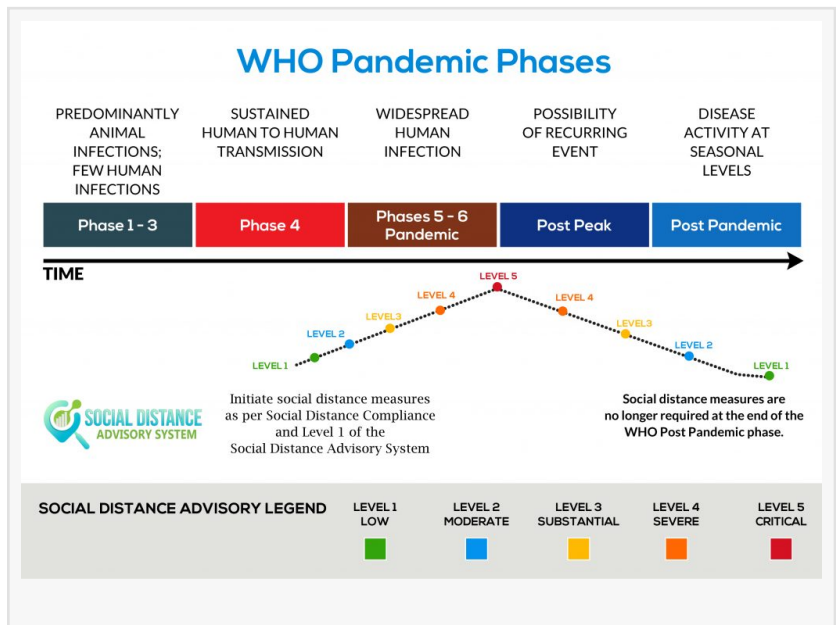 WHO Pandemic Phases
PREDOMINANTLY
ANIMAL
INFECTIONS;
FEW HUMAN
INFECTIONS
SUSTAINED
HUMAN TO HUMAN
TRANSMISSION
WIDESPREAD
HUMAN
INFECTION
POSSIBILITY
OF RECURRING
EVENT
DISEASE
ACTIVITY AT
SEASONAL
LEVELS
Phase 1 - 3
Phase 4
Phases 5 - 6
Pandemic
Post Peak
Post Pandemic
TIME
LEVEL 1
LEVEL 2
LEVEL3
LEVEL 4
LEVEL 5
LEVEL 4
LEVEL3
LEVEL 2
LEVEL 1
SOCIAL DISTANCE
ADVISORY SYSTEM
Initiate social distance measures
as per Social Distance Compliance
and Level 1 of the
Social Distance Advisory System
Social distance measures are
no longer required at the end of the
WHO Post Pandemic phase.
SOCIAL DISTANCE ADVISORY LEGEND
LEVEL 1
LOW
LEVEL 2
MODERATE
LEVEL 3
SUBSTANTIAL
LEVEL 4
SEVERE
LEVEL 5
CRITICAL